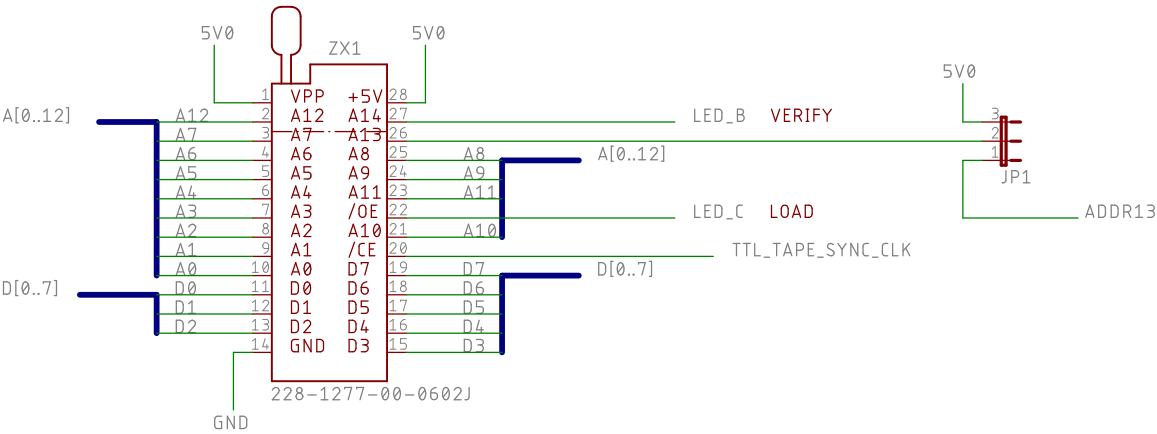 5V0 5V0
ZX1
5V0
A[0..12] 1 VPP +5V 28 3
A12 2 A12 A14 27 LED_B VERIFY
A7 3 A7 A13 26 2
A6 4 A6 A8 25 A8 A[0..12] 1
A5 5 A5 A9 24 A9 JP1
A4 6 A4 A11 23 A11
A3 7 A3 /OE 22 LED_C LOAD ADDR13
A2 8 A2 A10 21 A10
A1 9 A1 /CE 20 TTL_TAPE_SYNC_CLK
A0 10 A0 D7 19 D7 D[0..7]
D[0..7] D0 11 D0 D6 18 D6
D1 12 D1 D5 17 D5
D2 13 D2 D4 16 D4
14 GND D3 15 D3
228-1277-00-0602J
GND